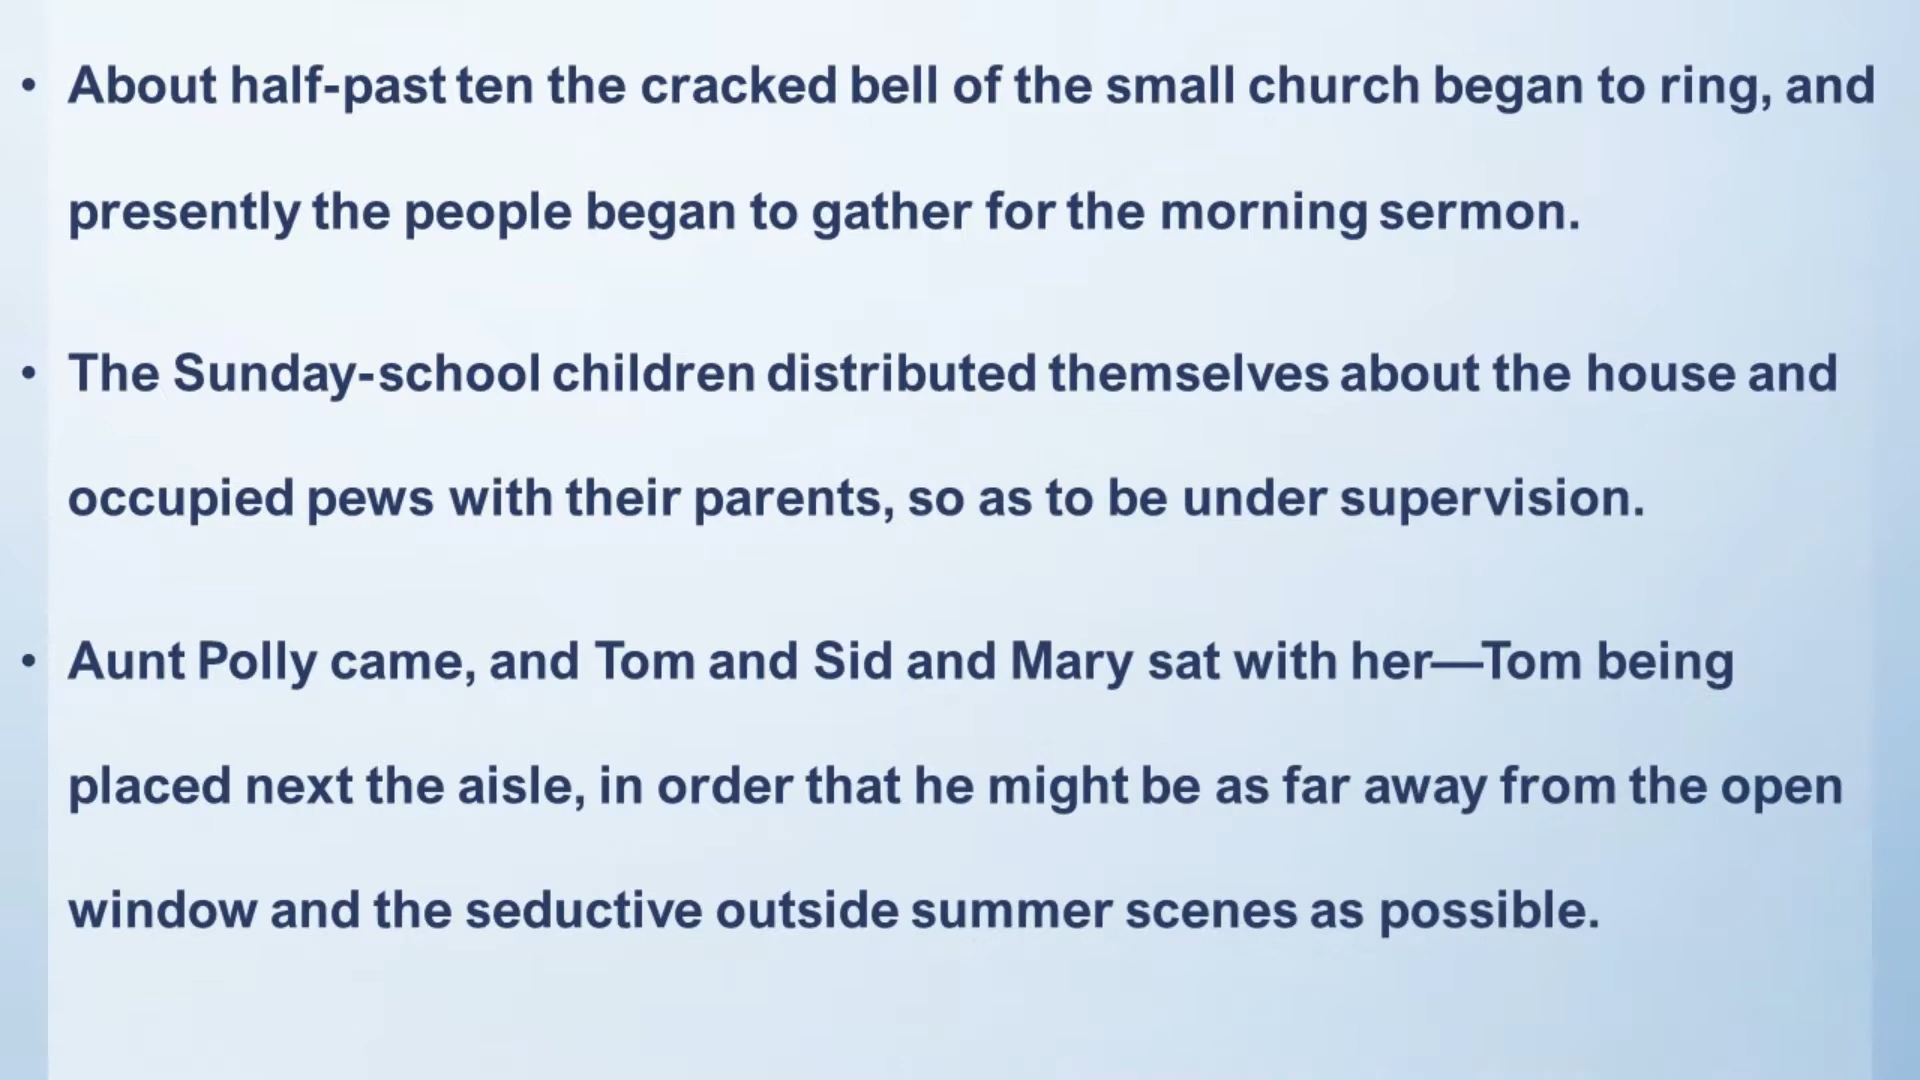 • About half-past ten the cracked bell of the small church began to ring, and
presently the people began to gather for the morning sermon.
• The Sunday-school children distributed themselves about the house and
occupied pews with their parents, so as to be under supervision.
• Aunt Polly came, and Tom and Sid and Mary sat with her—Tom being
placed next the aisle, in order that he might be as far away from the open
window and the seductive outside summer scenes as possible.